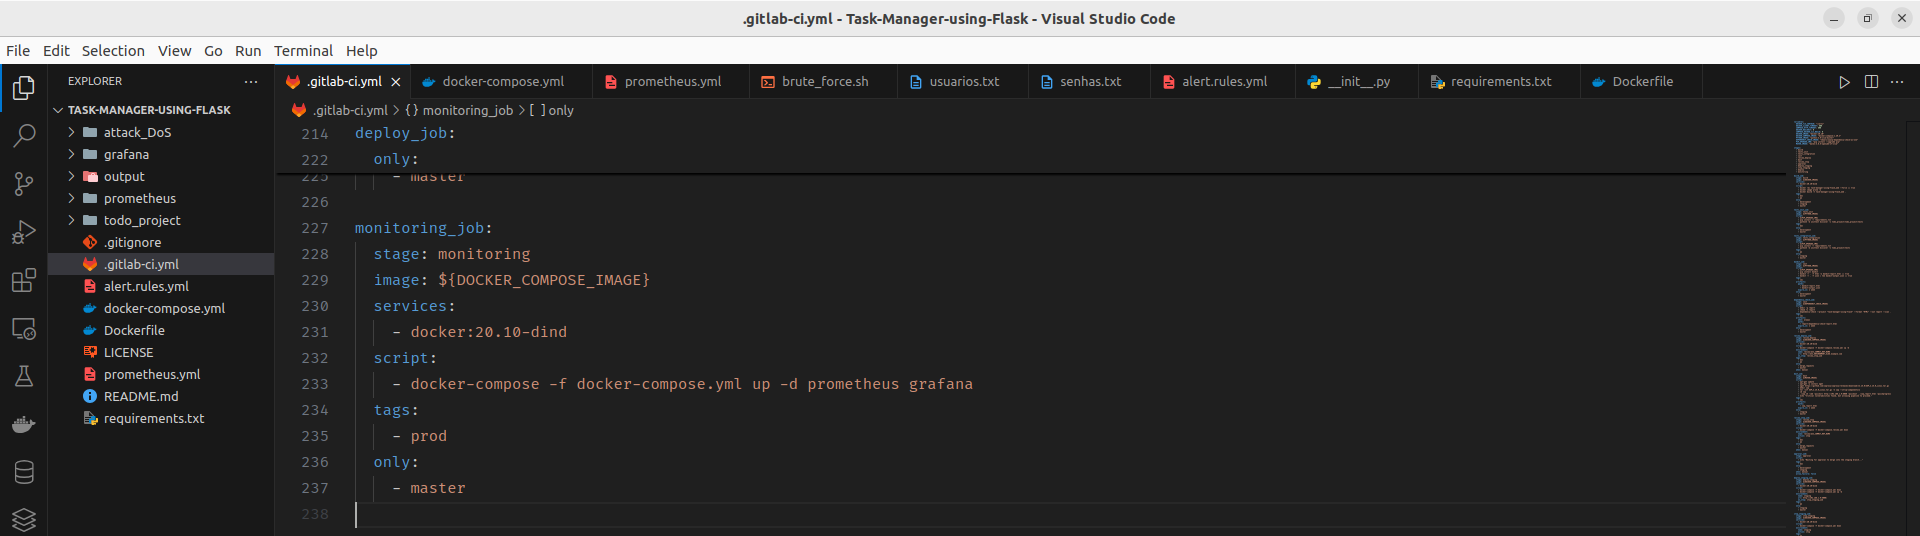 .gitlab-ci.yml - Task-Manager-using-Flask - Visual Studio Code
File Edit Selection View Go Run Terminal Help
EXPLORER ...
TASK-MANAGER-USING-FLASK
attack_DoS
grafana
output
prometheus
todo_project
.gitignore
.gitlab-ci.yml
alert.rules.yml
docker-compose.yml
Dockerfile
LICENSE
prometheus.yml
README.md
requirements.txt
.gitlab-ci.yml docker-compose.yml prometheus.yml brute_force.sh usuarios.txt senhas.txt alert.rules.yml __init__.py requirements.txt Dockerfile
.gitlab-ci.yml > {} monitoring_job > [ ] only
214 deploy_job:
222 only:
225 - master
226
227 monitoring_job:
228 stage: monitoring
229 image: ${DOCKER_COMPOSE_IMAGE}
230 services:
231 - docker:20.10-dind
232 script:
233 - docker-compose -f docker-compose.yml up -d prometheus grafana
234 tags:
235 - prod
236 only:
237 - master
238